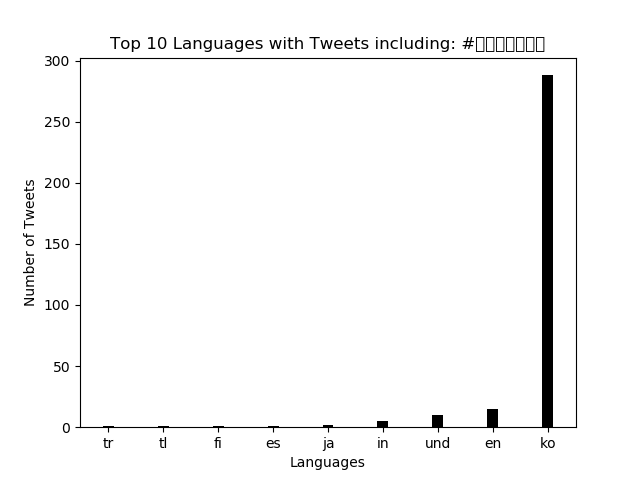 Top 10 Languages with Tweets including: #▯▯▯▯▯▯▯
300
250
200
150
100
50
0
Number of Tweets
tr tl fi es ja in und en ko
Languages